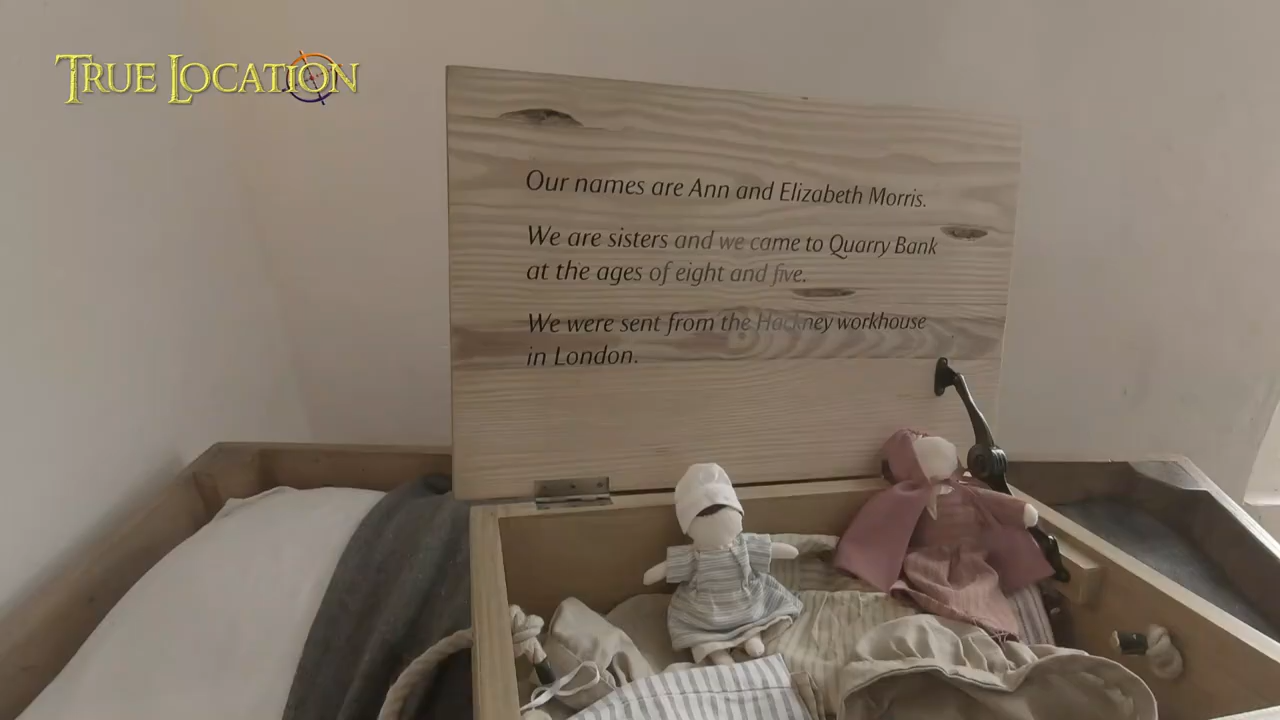 TRUE LOCATION
Our names are Ann and Elizabeth Morris.
We are sisters and we came to Quarry Bank
at the ages of eight and five.
We were sent from the Hackney workhouse
in London.